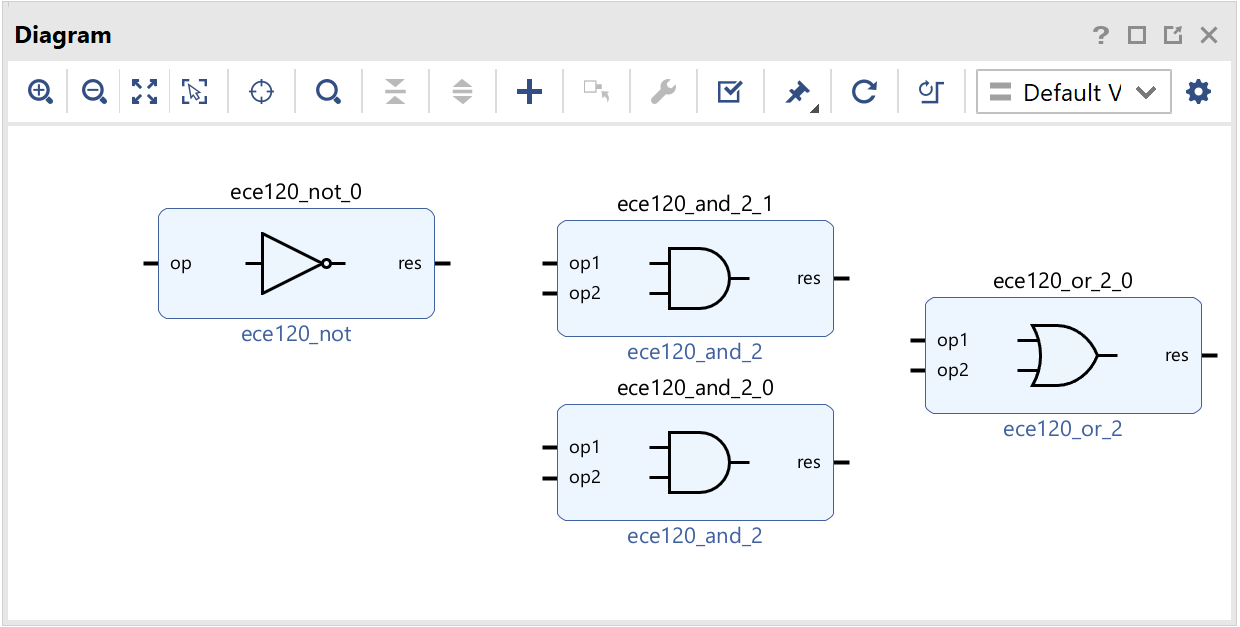 Diagram
?
Default V
ece120_not_0
op
res
ece120_not
ece120_and_2_1
op1
op2
res
ece120_and_2
ece120_and_2_0
op1
op2
res
ece120_and_2
ece120_or_2_0
op1
op2
res
ece120_or_2